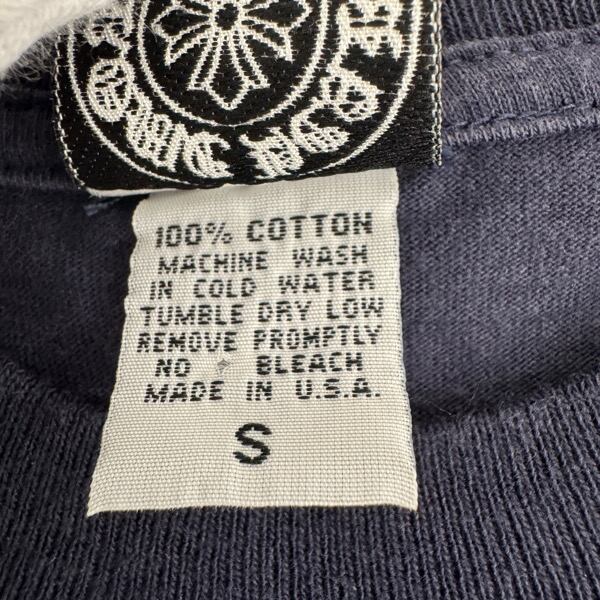 100% COTTON
MACHINE WASH
IN COLD WATER
TUMBLE DRY LOW
REMOVE PROMPTLY
NO BLEACH
MADE IN U.S.A.
S